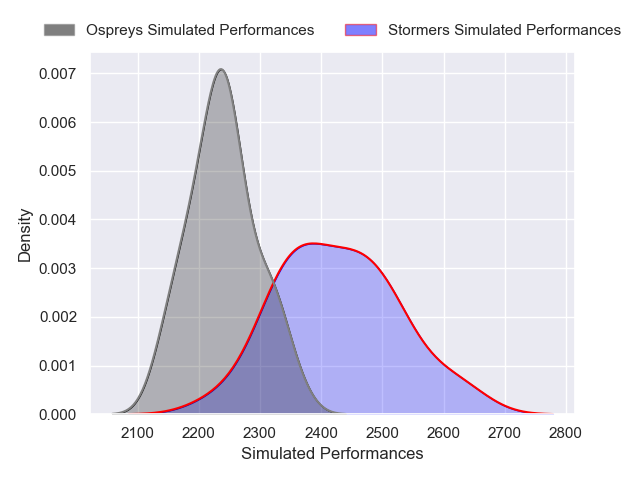 Ospreys Simulated Performances Stormers Simulated Performances
0.007
0.006
0.005
0.004
0.003
0.002
0.001
0.000
Density
2100 2200 2300 2400 2500 2600 2700 2800
Simulated Performances